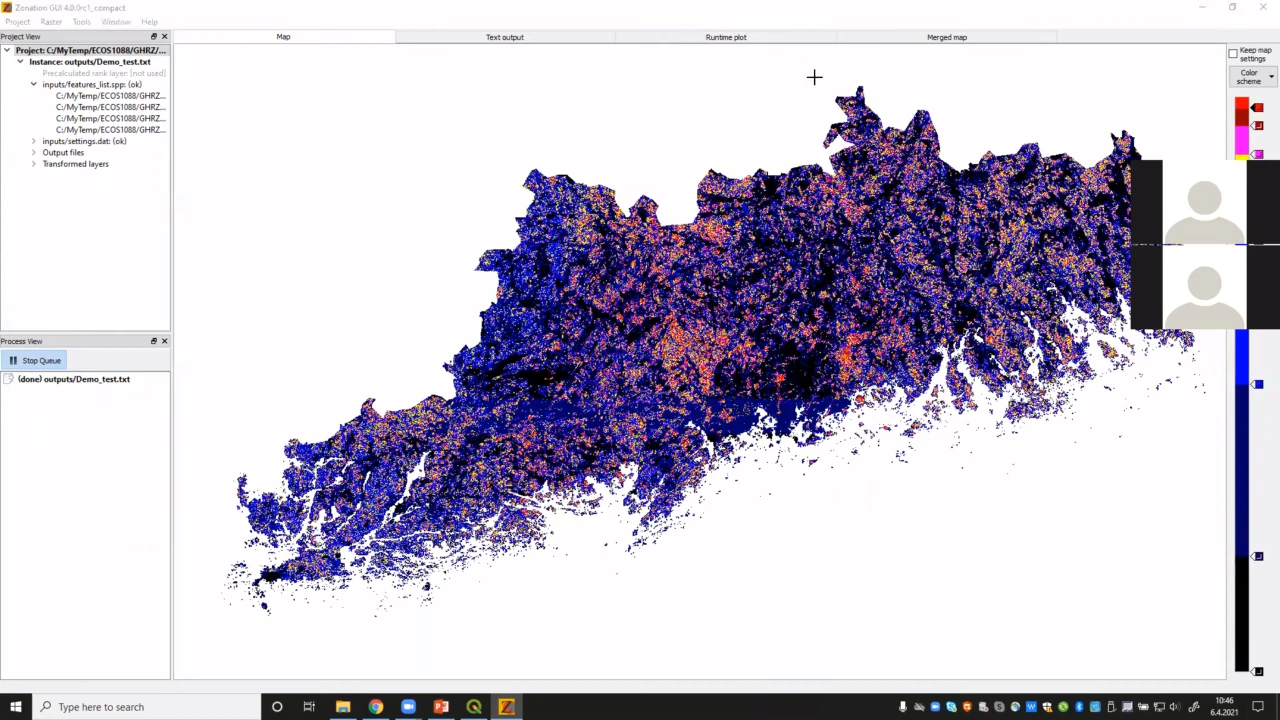 Zonation GUI 4.0.0rc1_compact
Project Raster Tools Window Help
Project View
Map
Text output
Runtime plot
Merged map
Keep map settings
Color scheme
Project: C:/MyTemp/ECOS1088/GHRZ/...
Instance: outputs/Demo_test.txt
Precalculated rank layer: [not used]
inputs/features_list.spp: (ok)
C:/MyTemp/ECOS1088/GHRZ...
C:/MyTemp/ECOS1088/GHRZ...
C:/MyTemp/ECOS1088/GHRZ...
C:/MyTemp/ECOS1088/GHRZ...
inputs/settings.dat: (ok)
Output files
Transformed layers
Process View
Stop Queue
(done) outputs/Demo_test.txt
Type here to search
10:46
6.4.2021